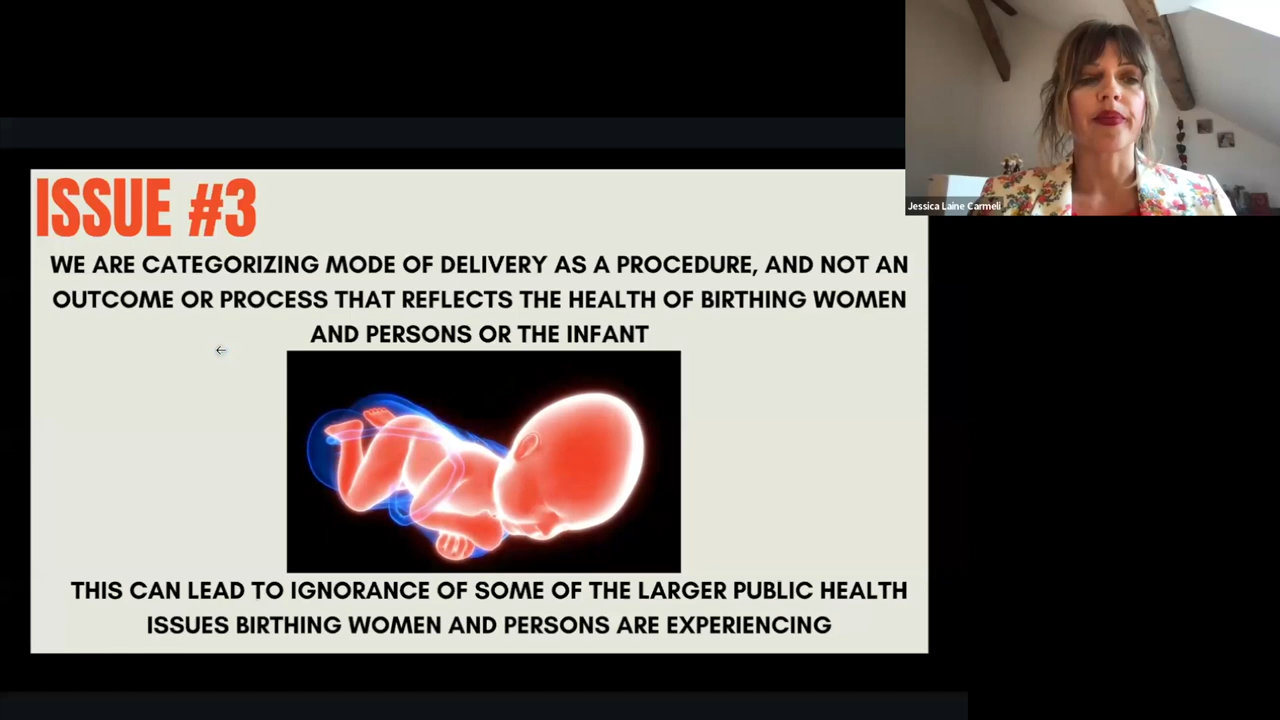 ISSUE #3
WE ARE CATEGORIZING MODE OF DELIVERY AS A PROCEDURE, AND NOT AN
OUTCOME OR PROCESS THAT REFLECTS THE HEALTH OF BIRTHING WOMEN
AND PERSONS OR THE INFANT
THIS CAN LEAD TO IGNORANCE OF SOME OF THE LARGER PUBLIC HEALTH
ISSUES BIRTHING WOMEN AND PERSONS ARE EXPERIENCING
Jessica Laine Carmeli